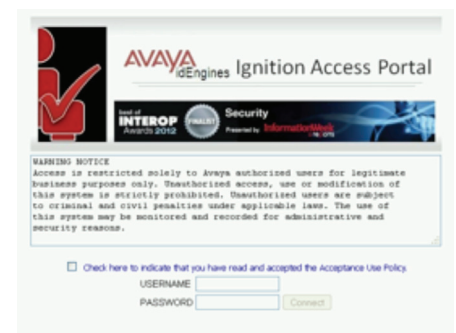 AVAYA
idEngines Ignition Access Portal
best of
INTEROP
Awards 2012
FINALIST
Security
Presented by: InformationWeek
REPORTS
WARNING NOTICE
Access is restricted solely to Avaya authorized users for legitimate
business purposes only. Unauthorized access, use or modification of
this system is strictly prohibited. Unauthorized users are subject
to criminal and civil penalties under applicable laws. The use of
this system may be monitored and recorded for administrative and
security reasons.
Check here to indicate that you have read and accepted the Acceptance Use Policy.
USERNAME
PASSWORD
Connect